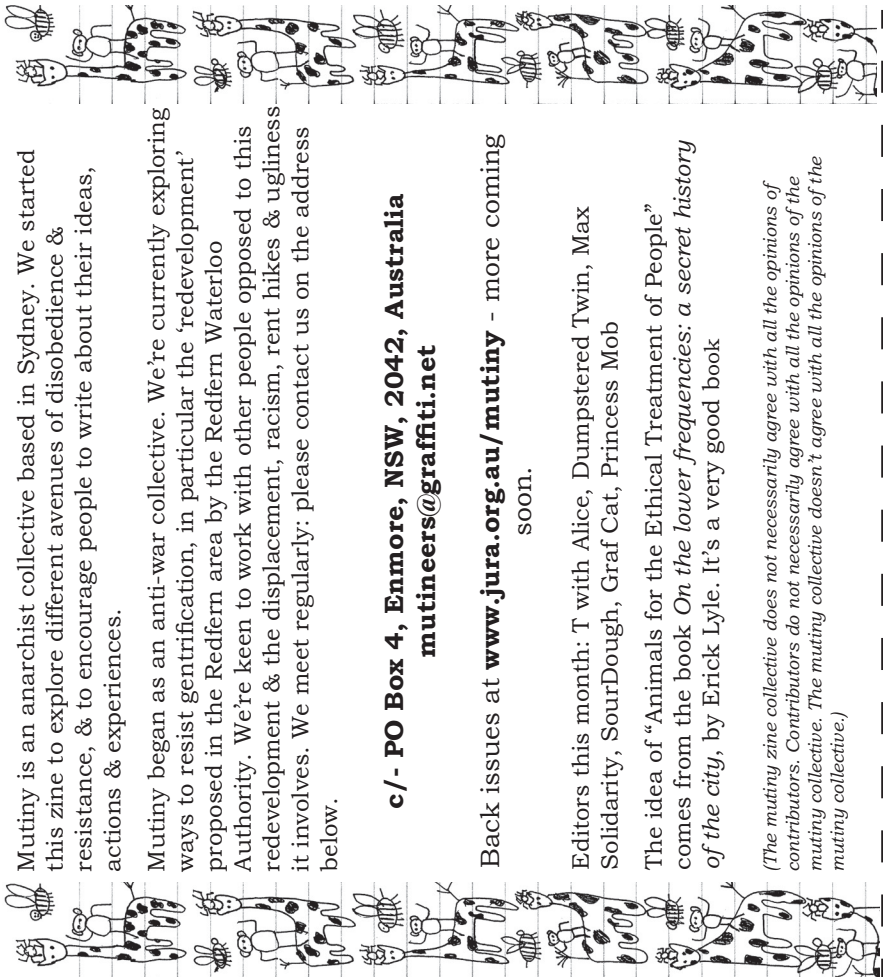 Mutiny is an anarchist collective based in Sydney. We started
this zine to explore different avenues of disobedience &
resistance, & to encourage people to write about their ideas,
actions & experiences.
Mutiny began as an anti-war collective. We're currently exploring
ways to resist gentrification, in particular the 'redevelopment'
proposed in the Redfern area by the Redfern Waterloo
Authority. We're keen to work with other people opposed to this
redevelopment & the displacement, racism, rent hikes & ugliness
it involves. We meet regularly: please contact us on the address
below.
c/- PO Box 4, Enmore, NSW, 2042, Australia
mutineers@graffiti.net
Back issues at www.jura.org.au/mutiny - more coming
soon.
Editors this month: T with Alice, Dumpstered Twin, Max
Solidarity, SourDough, Graf Cat, Princess Mob
The idea of "Animals for the Ethical Treatment of People"
comes from the book On the lower frequencies: a secret history
of the city, by Erick Lyle. It's a very good book
(The mutiny zine collective does not necessarily agree with all the opinions of
contributors. Contributors do not necessarily agree with all the opinions of the
mutiny collective. The mutiny collective doesn't agree with all the opinions of the
mutiny collective.)